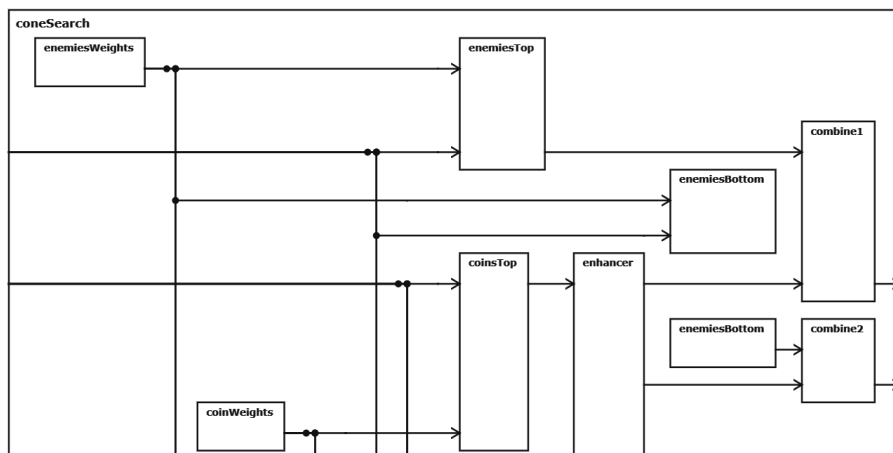 coneSearch
enemiesWeights
enemiesTop
combine1
enemiesBottom
coinsTop
enhancer
enemiesBottom
combine2
coinWeights